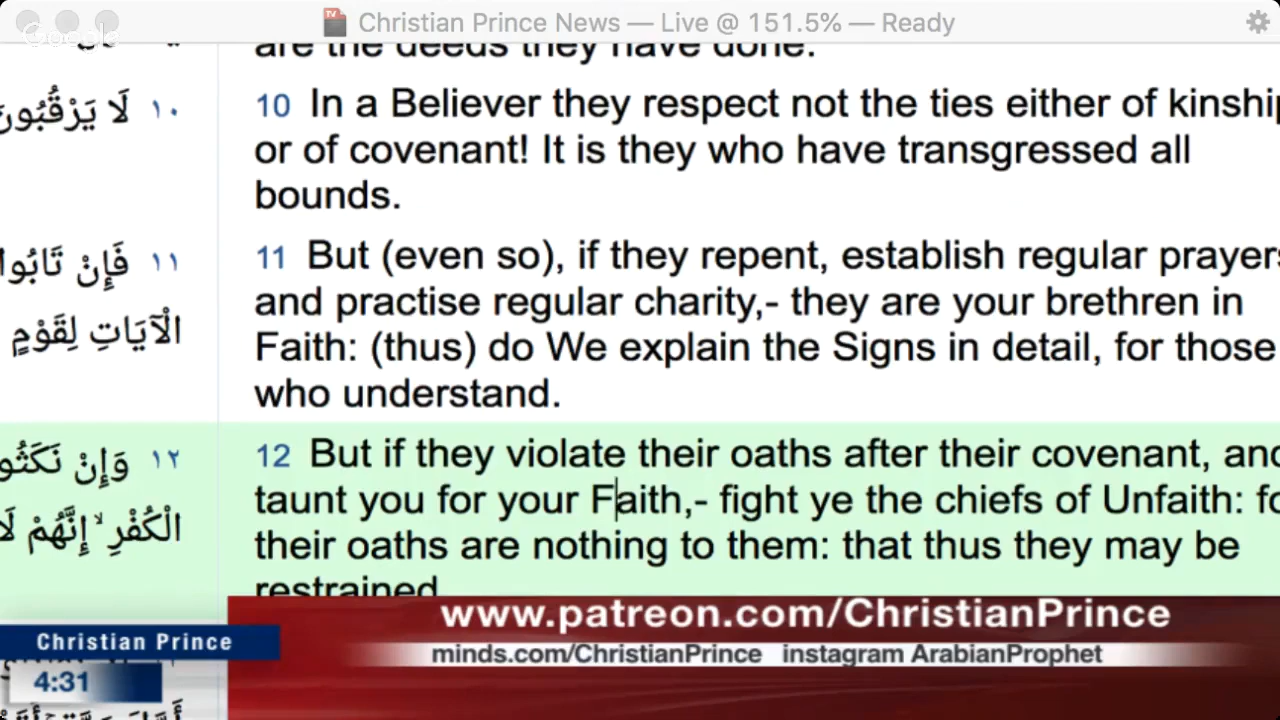 Christian Prince News — Live @ 151.5% — Ready
Google
are the deeds they have done.
١٠ لَا يَرْقُبُونَ
10 In a Believer they respect not the ties either of kinship
or of covenant! It is they who have transgressed all
bounds.
١١ فَإِنْ تَابُوا
11 But (even so), if they repent, establish regular prayers
and practise regular charity,- they are your brethren in
الْآيَاتِ لِقَوْمٍ
Faith: (thus) do We explain the Signs in detail, for those
who understand.
١٢ وَإِنْ نَكَثُو
12 But if they violate their oaths after their covenant, and
taunt you for your Faith,- fight ye the chiefs of Unfaith: fo
الْكُفْرِ ۙ إِنَّهُمْ لَا
their oaths are nothing to them: that thus they may be
restrained
www.patreon.com/ChristianPrince
Christian Prince
minds.com/ChristianPrince instagram ArabianProphet
4:31